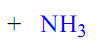 + NH₃